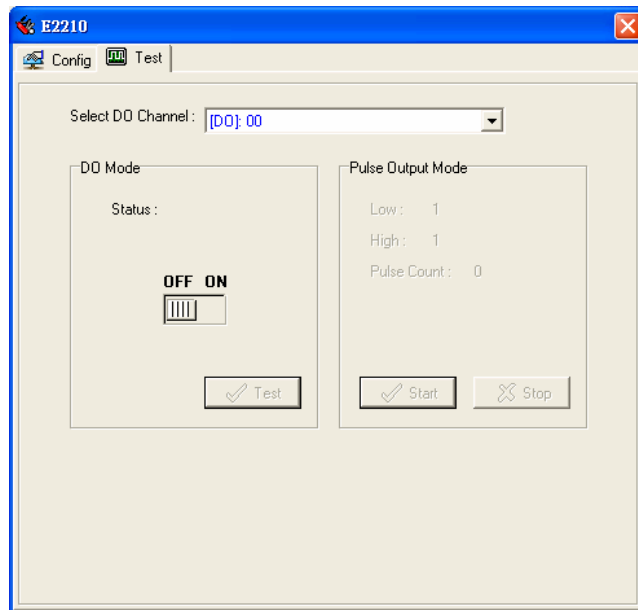 E2210
Config Test
Select DO Channel : [DO]: 00
DO Mode
Status :
OFF ON
Test
Pulse Output Mode
Low : 1
High : 1
Pulse Count : 0
Start Stop